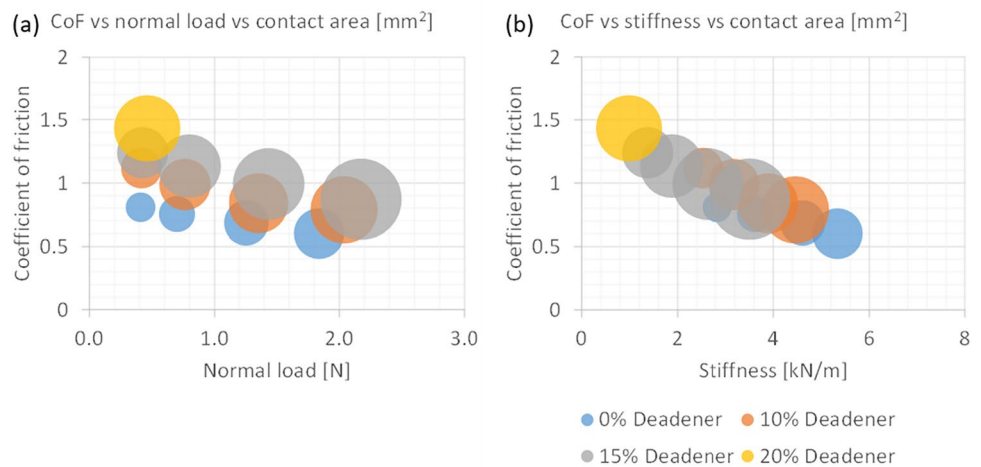 (a) CoF vs normal load vs contact area [mm²]
2
1.5
1
0.5
0
Coefficient of friction
0.0 1.0 2.0 3.0
Normal load [N]
(b) CoF vs stiffness vs contact area [mm²]
2
1.5
1
0.5
0
Coefficient of friction
0 2 4 6 8
Stiffness [kN/m]
0% Deadener 10% Deadener
15% Deadener 20% Deadener